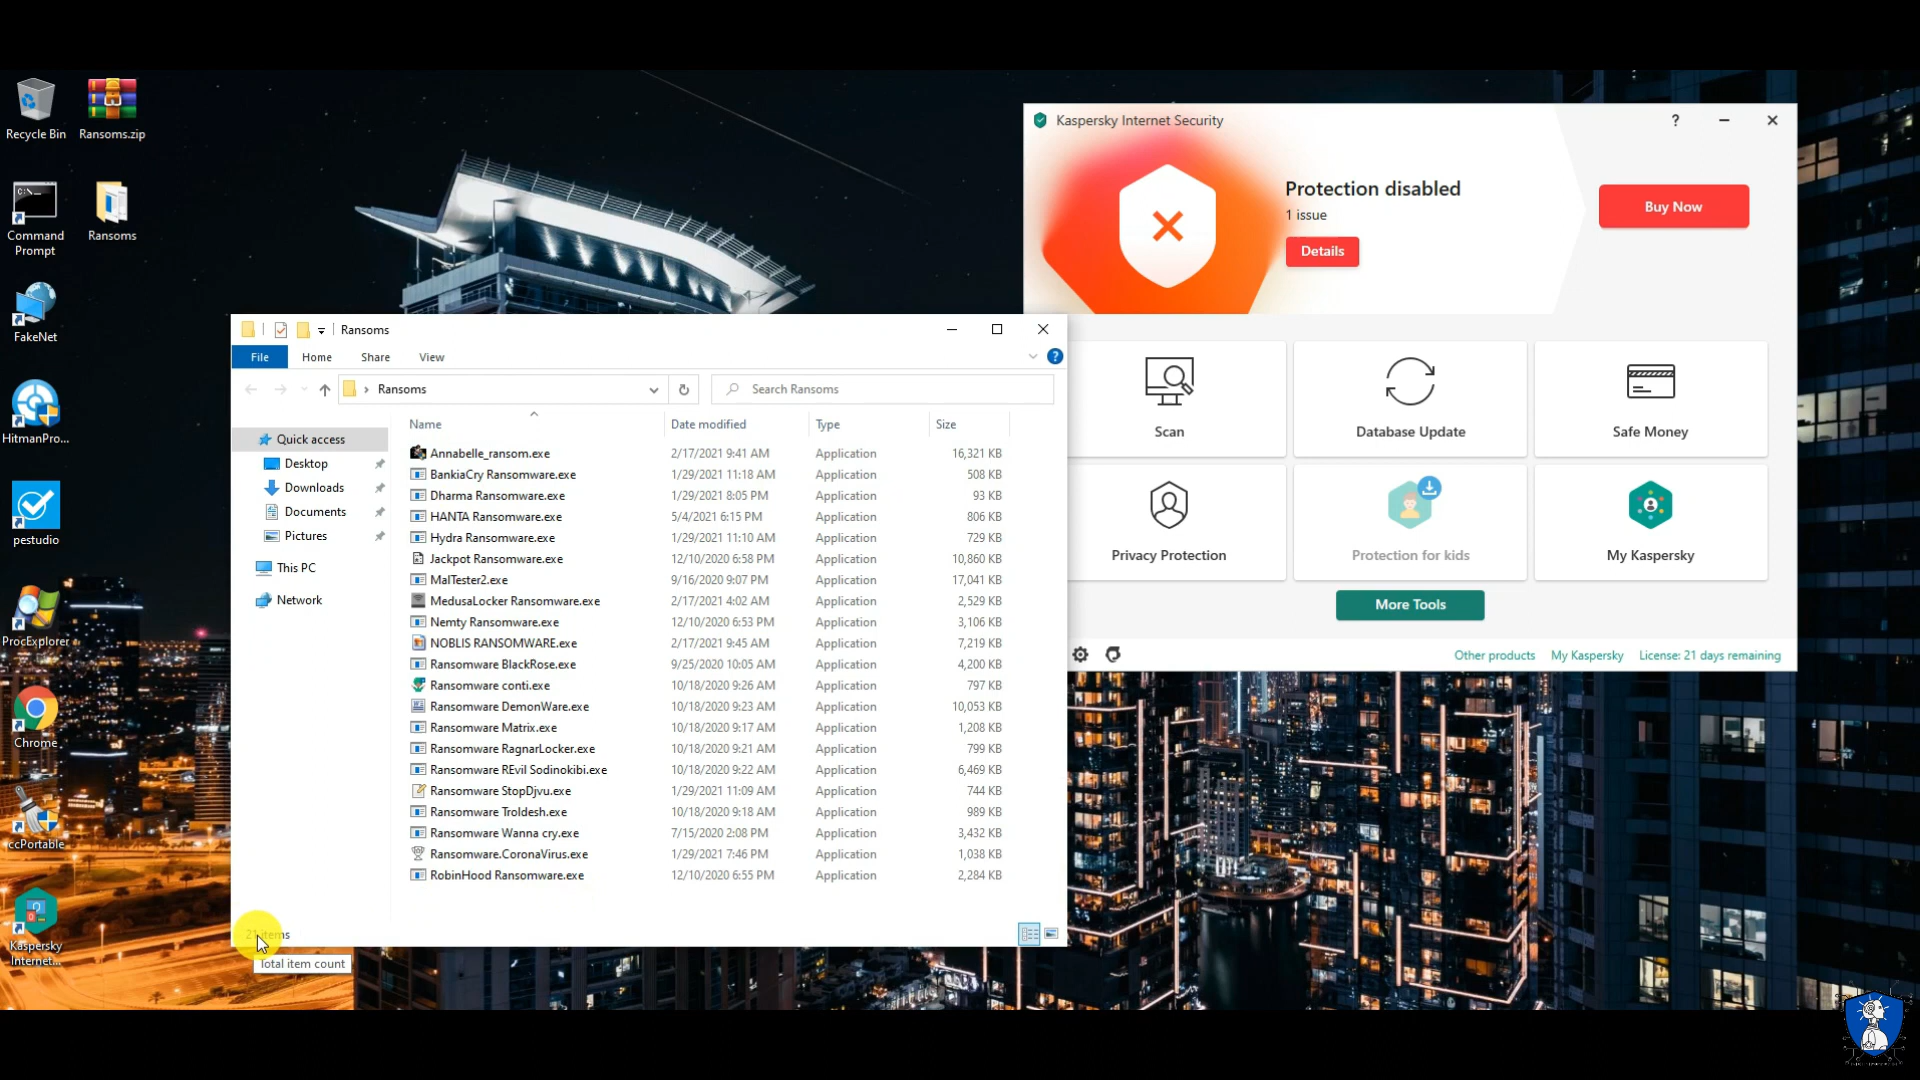 Recycle Bin
Ransoms.zip
Command
Prompt
Ransoms
FakeNet
HitmanPro...
pestudio
ProcExplorer
Chrome
ccPortable
Kaspersky
Internet...
Ransoms
File Home Share View
Ransoms
Search Ransoms
Quick access
Desktop
Downloads
Documents
Pictures
This PC
Network
Name Date modified Type Size
Annabelle_ransom.exe 2/17/2021 9:41 AM Application 16,321 KB
BankiaCry Ransomware.exe 1/29/2021 11:18 AM Application 508 KB
Dharma Ransomware.exe 1/29/2021 8:05 PM Application 93 KB
HANTA Ransomware.exe 5/4/2021 6:15 PM Application 806 KB
Hydra Ransomware.exe 1/29/2021 11:10 AM Application 729 KB
Jackpot Ransomware.exe 12/10/2020 6:58 PM Application 10,860 KB
MalTester2.exe 9/16/2020 9:07 PM Application 17,041 KB
MedusaLocker Ransomware.exe 2/17/2021 4:02 AM Application 2,529 KB
Nemty Ransomware.exe 12/10/2020 6:53 PM Application 3,106 KB
NOBLIS RANSOMWARE.exe 2/17/2021 9:45 AM Application 7,219 KB
Ransomware BlackRose.exe 9/25/2020 10:05 AM Application 4,200 KB
Ransomware conti.exe 10/18/2020 9:26 AM Application 797 KB
Ransomware DemonWare.exe 10/18/2020 9:23 AM Application 10,053 KB
Ransomware Matrix.exe 10/18/2020 9:17 AM Application 1,208 KB
Ransomware RagnarLocker.exe 10/18/2020 9:21 AM Application 799 KB
Ransomware REvil Sodinokibi.exe 10/18/2020 9:22 AM Application 6,469 KB
Ransomware StopDjvu.exe 1/29/2021 11:09 AM Application 744 KB
Ransomware Troldesh.exe 10/18/2020 9:18 AM Application 989 KB
Ransomware Wanna cry.exe 7/15/2020 2:08 PM Application 3,432 KB
Ransomware.CoronaVirus.exe 1/29/2021 7:46 PM Application 1,038 KB
RobinHood Ransomware.exe 12/10/2020 6:55 PM Application 2,284 KB
21 items
Total item count
Kaspersky Internet Security
Protection disabled
1 issue
Details
Buy Now
Scan
Database Update
Safe Money
Privacy Protection
Protection for kids
My Kaspersky
More Tools
Other products My Kaspersky License: 21 days remaining